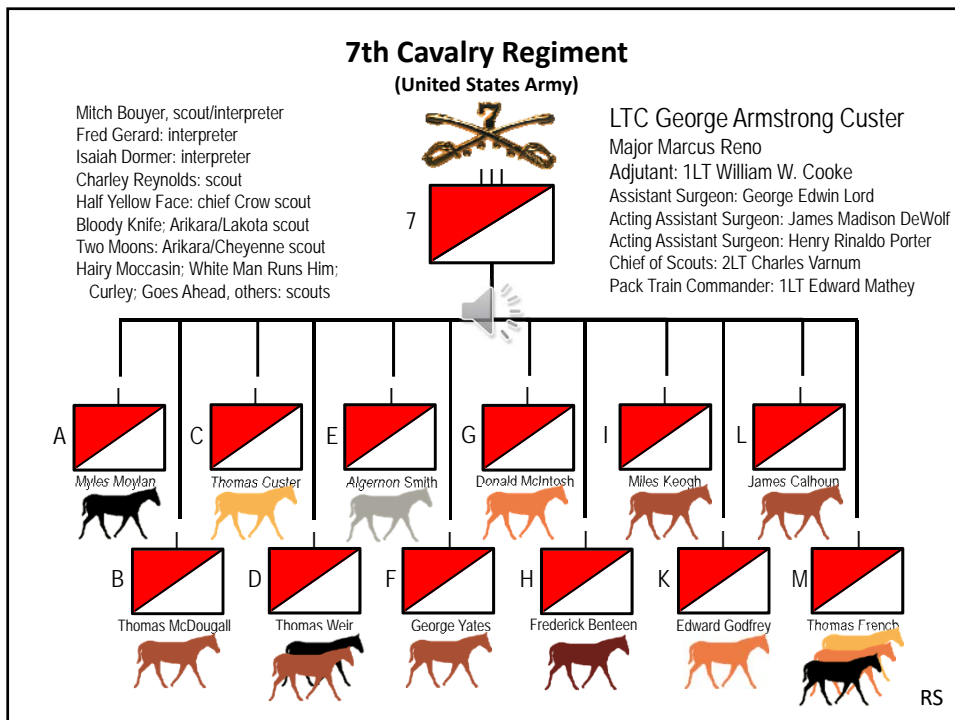 7th Cavalry Regiment
(United States Army)
Mitch Bouyer, scout/interpreter
Fred Gerard: interpreter
Isaiah Dormer: interpreter
Charley Reynolds: scout
Half Yellow Face: chief Crow scout
Bloody Knife; Arikara/Lakota scout
Two Moons: Arikara/Cheyenne scout
Hairy Moccasin; White Man Runs Him;
Curley; Goes Ahead, others: scouts
7
7
LTC George Armstrong Custer
Major Marcus Reno
Adjutant: 1LT William W. Cooke
Assistant Surgeon: George Edwin Lord
Acting Assistant Surgeon: James Madison DeWolf
Acting Assistant Surgeon: Henry Rinaldo Porter
Chief of Scouts: 2LT Charles Varnum
Pack Train Commander: 1LT Edward Mathey
A C E G I L
Myles Moylan Thomas Custer Algernon Smith Donald McIntosh Miles Keogh James Calhoun
B D F H K M
Thomas McDougall Thomas Weir George Yates Frederick Benteen Edward Godfrey Thomas French
RS